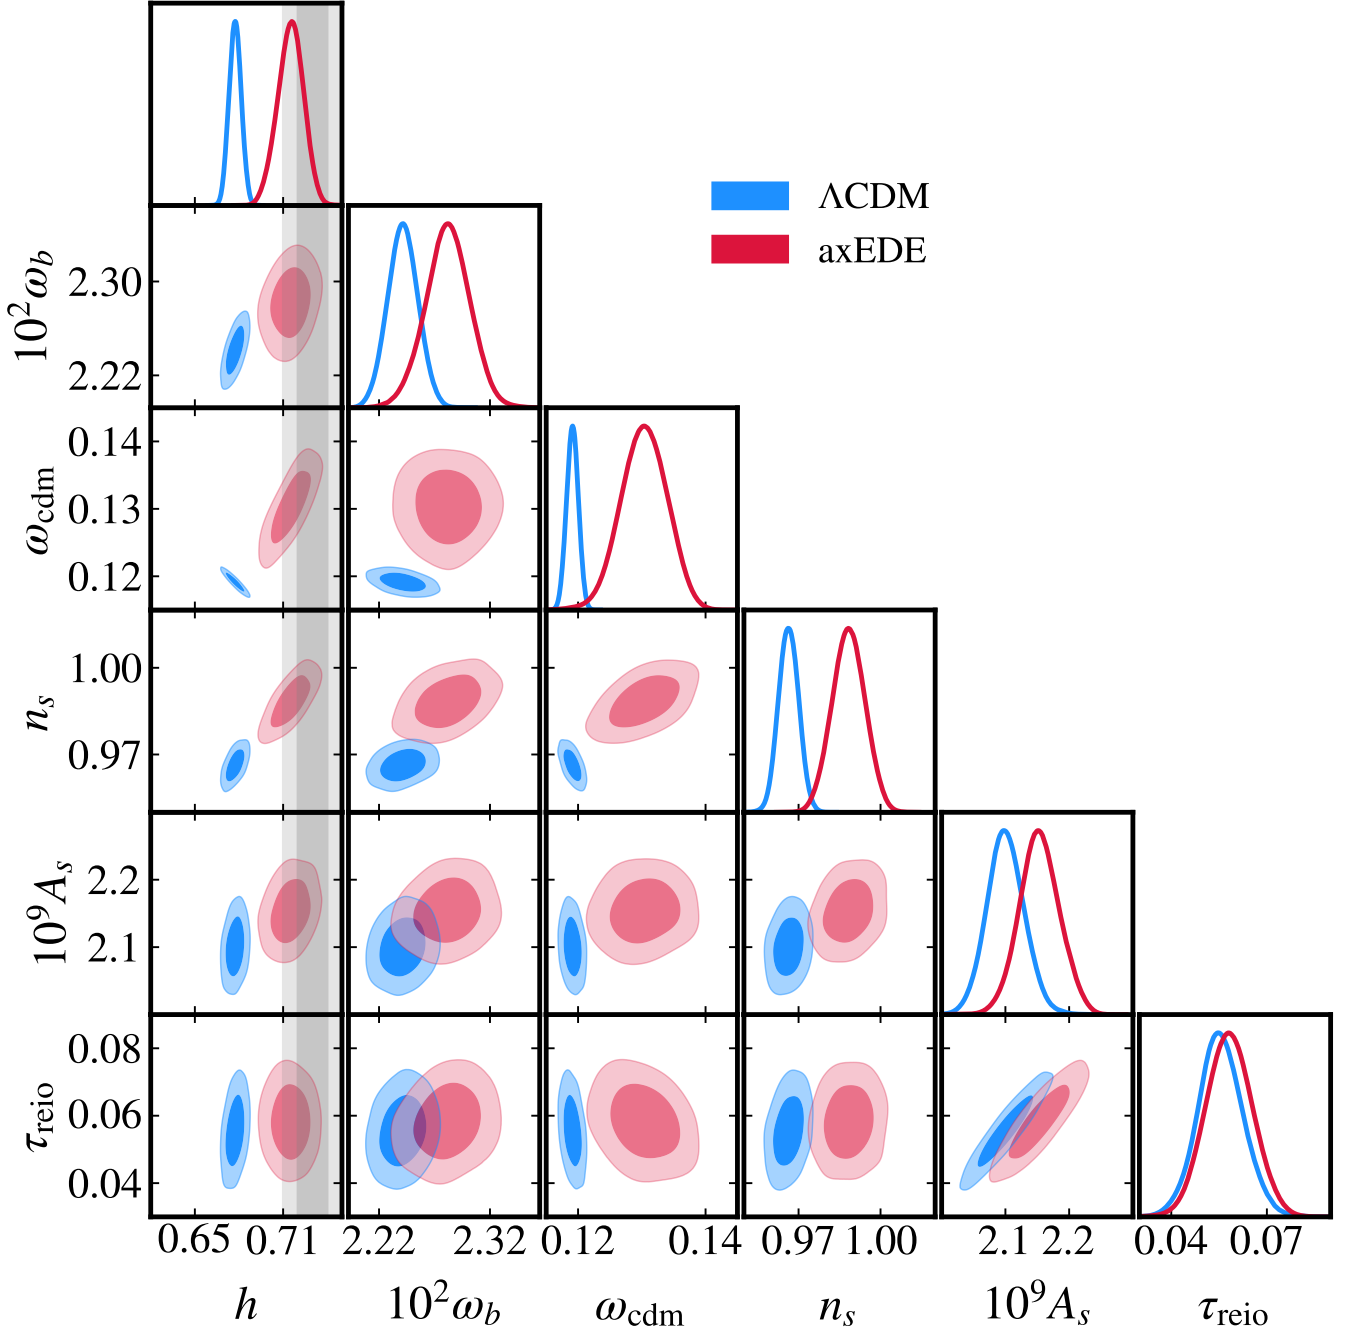 ΛCDM
axEDE
10²ω_b
2.30
2.22
ω_cdm
0.14
0.13
0.12
n_s
1.00
0.97
10⁹A_s
2.2
2.1
τ_reio
0.08
0.06
0.04
0.65 0.71 2.22 2.32 0.12 0.14 0.97 1.00 2.1 2.2 0.04 0.07
h 10²ω_b ω_cdm n_s 10⁹A_s τ_reio